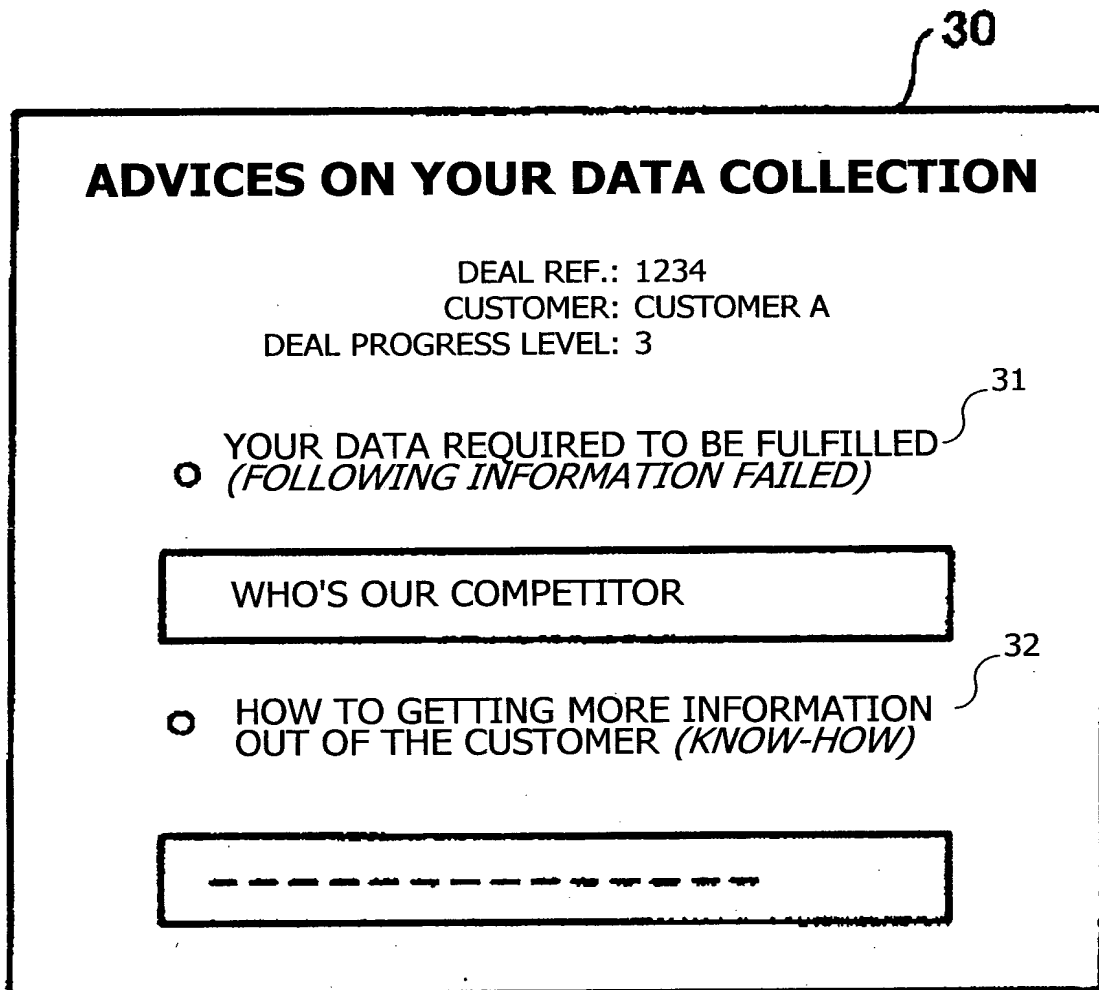 30
ADVICES ON YOUR DATA COLLECTION
DEAL REF.: 1234
CUSTOMER: CUSTOMER A
DEAL PROGRESS LEVEL: 3
31
YOUR DATA REQUIRED TO BE FULFILLED
(FOLLOWING INFORMATION FAILED)
WHO'S OUR COMPETITOR
32
HOW TO GETTING MORE INFORMATION
OUT OF THE CUSTOMER (KNOW-HOW)